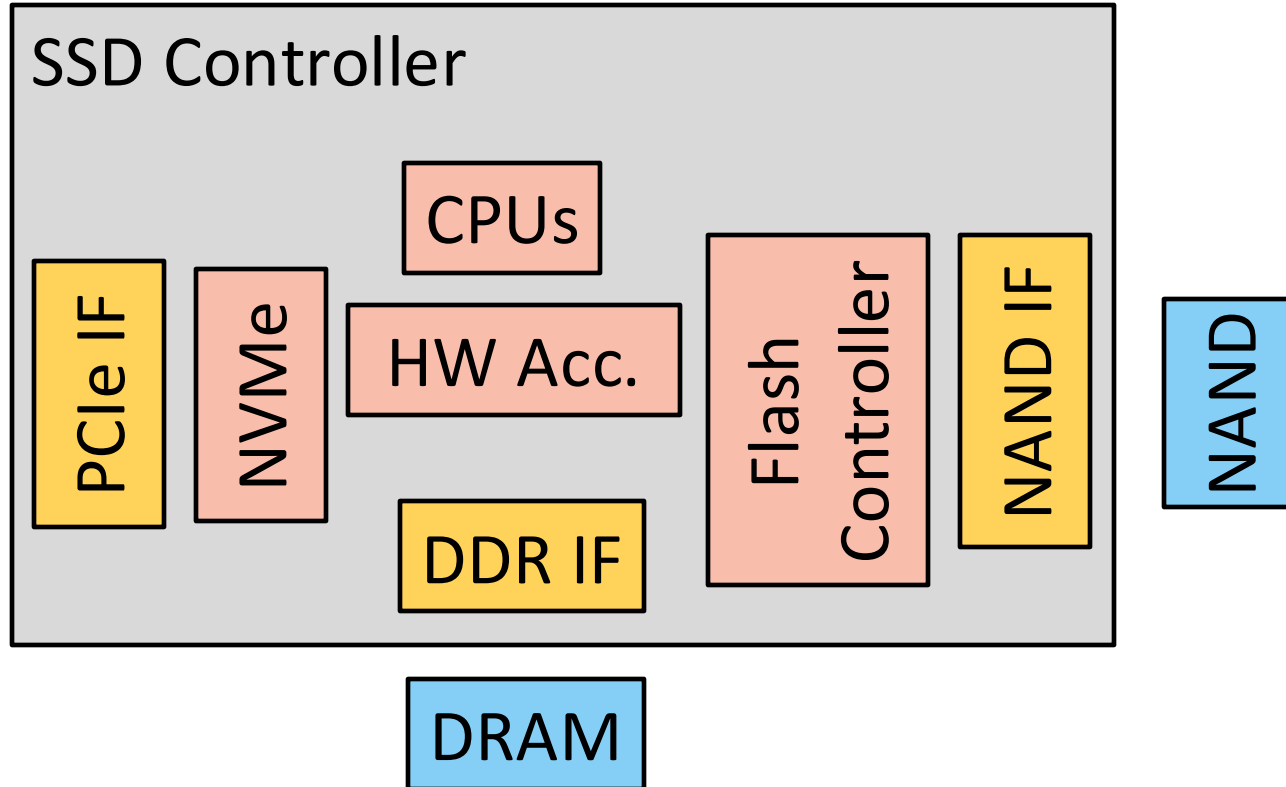 SSD Controller
CPUs
PCIe IF
NVMe
HW Acc.
Flash
Controller
NAND IF
NAND
DDR IF
DRAM